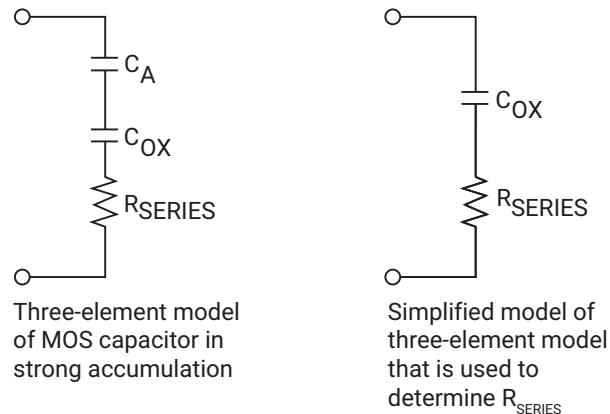 C_A
C_OX
R_SERIES
Three-element model
of MOS capacitor in
strong accumulation
C_OX
R_SERIES
Simplified model of
three-element model
that is used to
determine R_SERIES